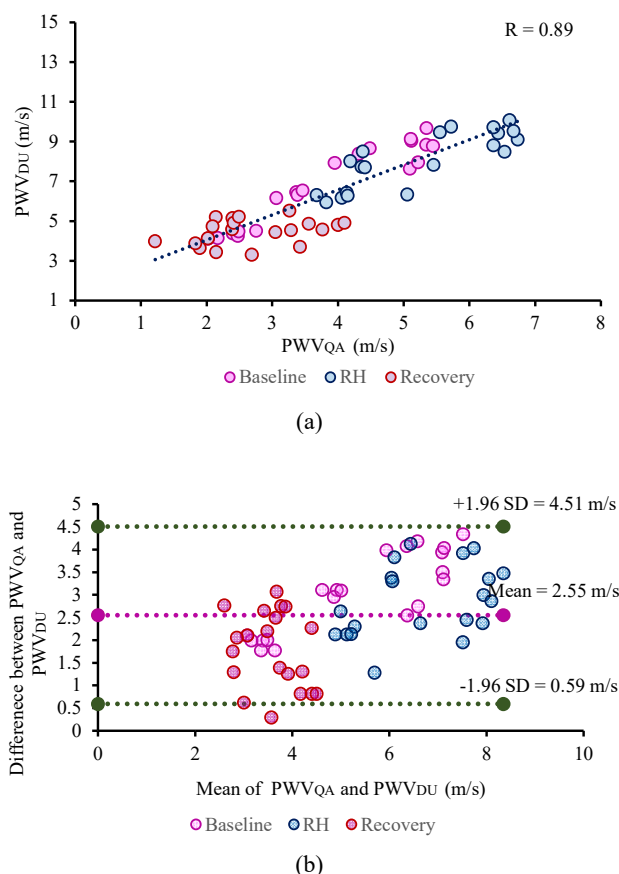 R = 0.89
15
13
11
9
7
5
3
1
PWVDU (m/s)
0 1 2 3 4 5 6 7 8
PWVQA (m/s)
Baseline RH Recovery
(a)
+1.96 SD = 4.51 m/s
Mean = 2.55 m/s
-1.96 SD = 0.59 m/s
5
4.5
4
3.5
3
2.5
2
1.5
1
0.5
0
Differenece between PWVQA and
PWVDU
0 2 4 6 8 10
Mean of PWVQA and PWVDU (m/s)
Baseline RH Recovery
(b)